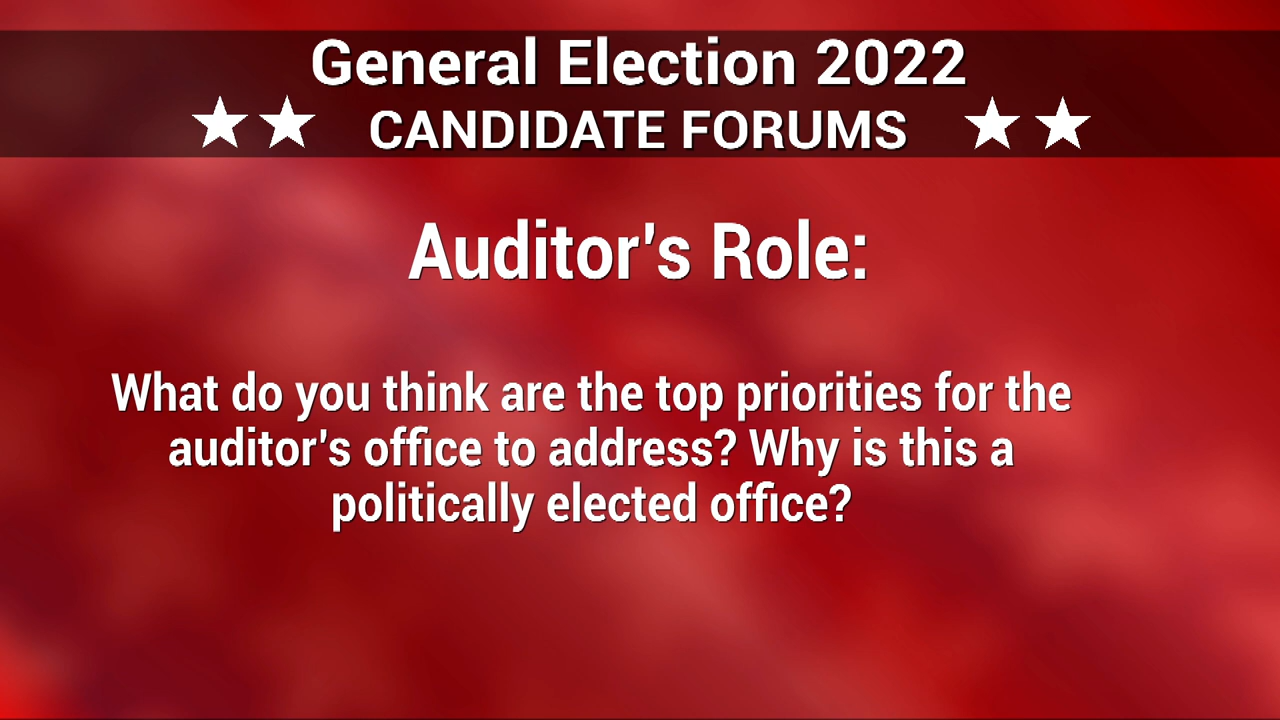 General Election 2022
CANDIDATE FORUMS
Auditor's Role:
What do you think are the top priorities for the
auditor's office to address? Why is this a
politically elected office?